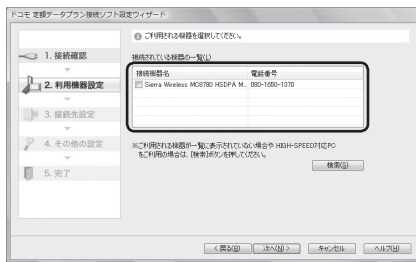 ドコモ 定額データプラン接続ソフト設定ウィザード
ご利用される機器を選択してください。
1. 接続確認
2. 利用機器設定
3. 接続先設定
4. その他の設定
5. 完了
接続されている機器の一覧(L)
接続機器名 電話番号
Sierra Wireless MC8780 HSDPA M.. 080-1650-1370
※ご利用される機器が一覧に表示されていない場合や HIGH-SPEED対応PC
をご利用の場合は、[検索]ボタンを押してください。
検索(S)
< 戻る(B) 次へ(N) > キャンセル ヘルプ(H)